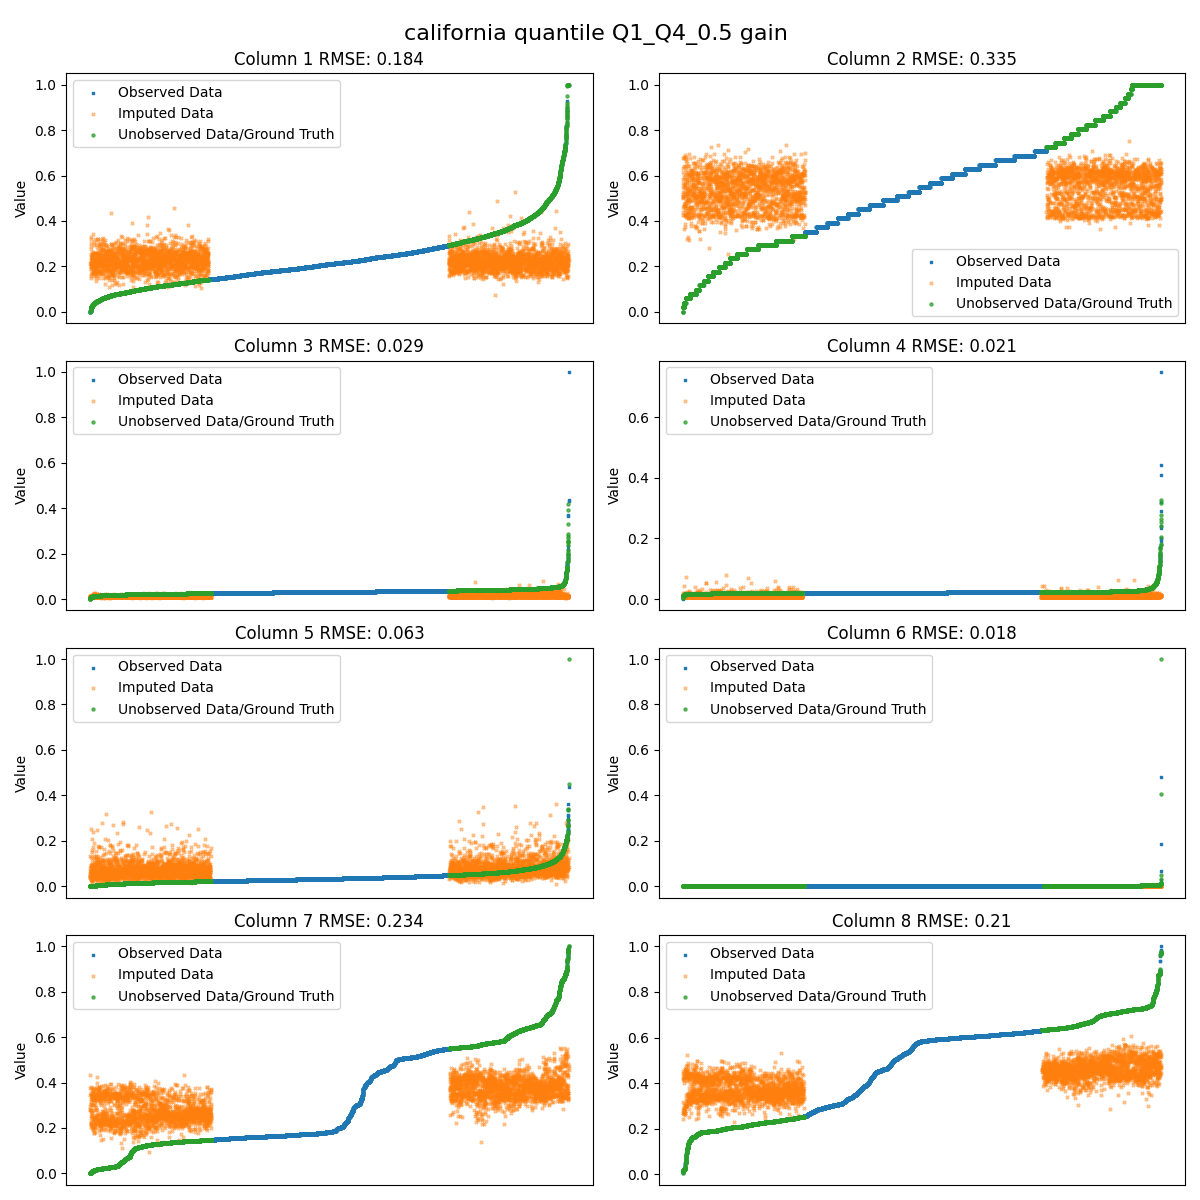 california quantile Q1_Q4_0.5 gain
Column 1 RMSE: 0.184
Value
1.0
0.8
0.6
0.4
0.2
0.0
Observed Data
Imputed Data
Unobserved Data/Ground Truth
Column 2 RMSE: 0.335
Value
1.0
0.8
0.6
0.4
0.2
0.0
Observed Data
Imputed Data
Unobserved Data/Ground Truth
Column 3 RMSE: 0.029
Value
1.0
0.8
0.6
0.4
0.2
0.0
Observed Data
Imputed Data
Unobserved Data/Ground Truth
Column 4 RMSE: 0.021
Value
0.6
0.4
0.2
0.0
Observed Data
Imputed Data
Unobserved Data/Ground Truth
Column 5 RMSE: 0.063
Value
1.0
0.8
0.6
0.4
0.2
0.0
Observed Data
Imputed Data
Unobserved Data/Ground Truth
Column 6 RMSE: 0.018
Value
1.0
0.8
0.6
0.4
0.2
0.0
Observed Data
Imputed Data
Unobserved Data/Ground Truth
Column 7 RMSE: 0.234
Value
1.0
0.8
0.6
0.4
0.2
0.0
Observed Data
Imputed Data
Unobserved Data/Ground Truth
Column 8 RMSE: 0.21
Value
1.0
0.8
0.6
0.4
0.2
0.0
Observed Data
Imputed Data
Unobserved Data/Ground Truth